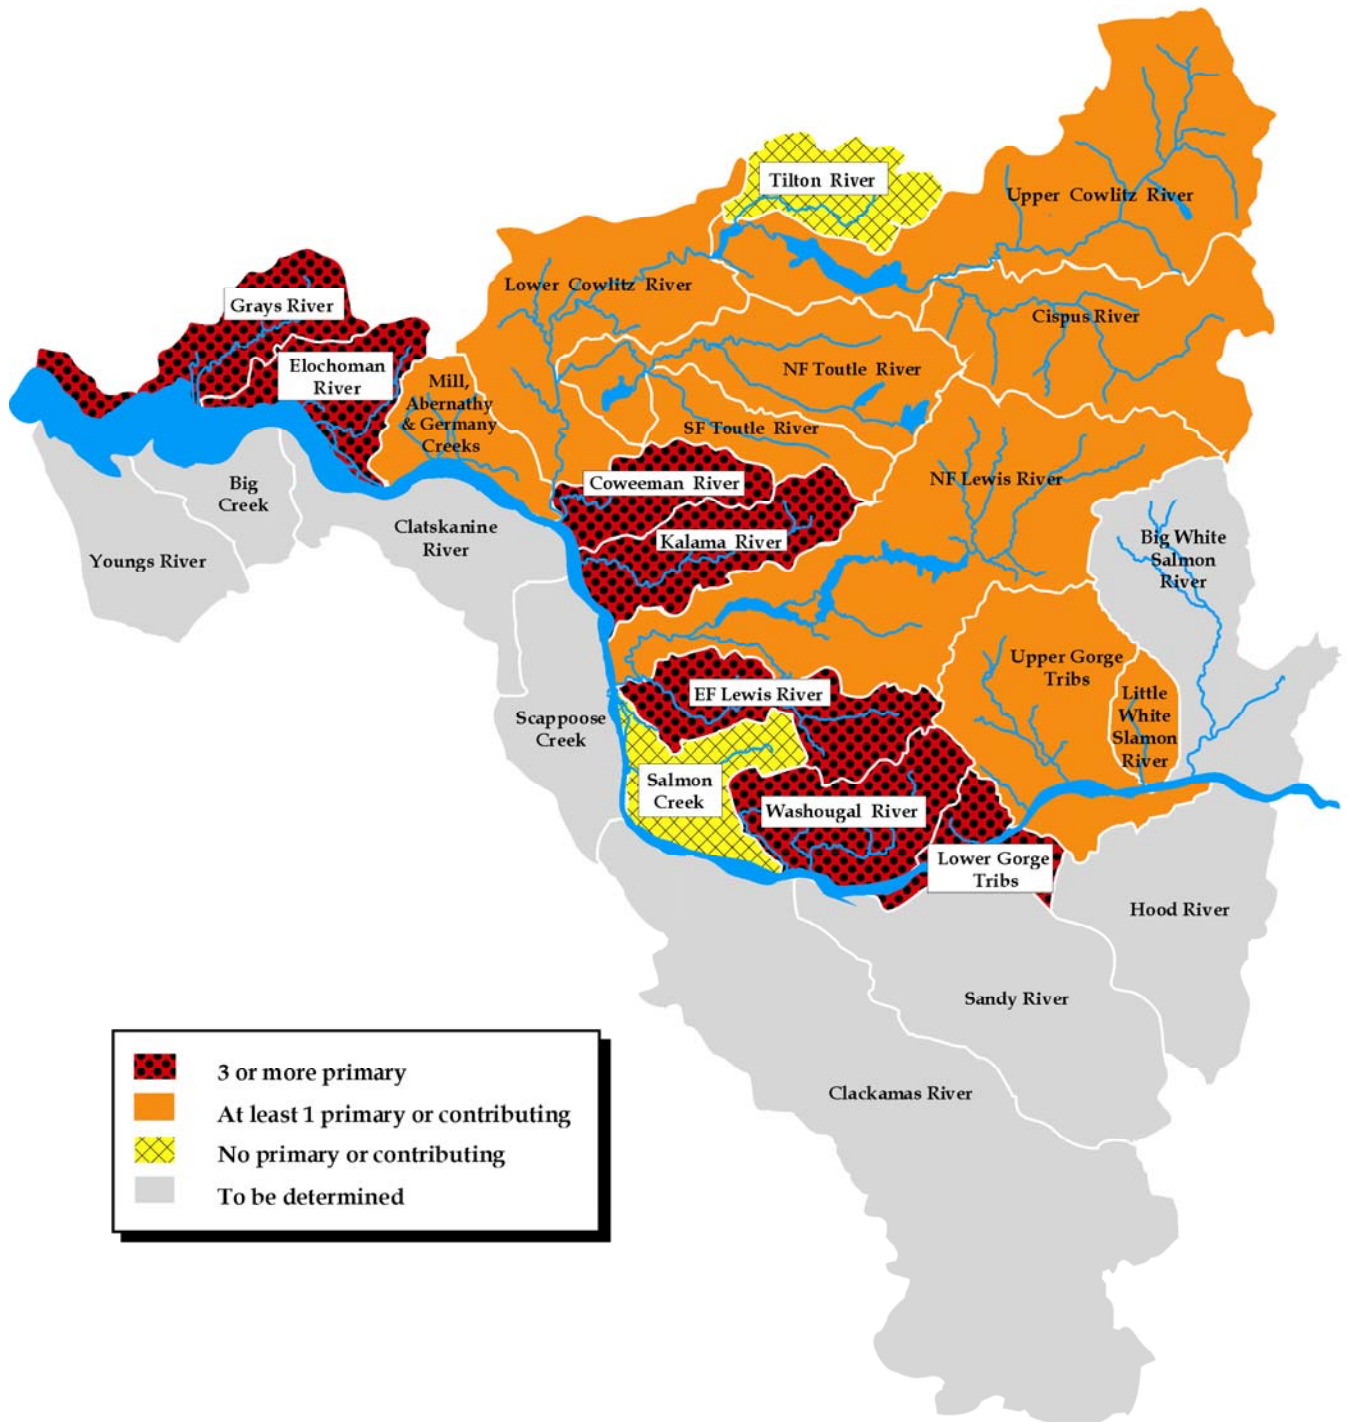 Tilton River
Upper Cowlitz River
Grays River
Lower Cowlitz River
Cispus River
Elochoman
River
Mill,
Abernathy
& Germany
Creeks
NF Toutle River
SF Toutle River
Coweeman River
NF Lewis River
Big
Creek
Clatskanine
River
Kalama River
Big White
Salmon
River
Youngs River
Upper Gorge
Tribs
EF Lewis River
Little
White
Slamon
River
Scappoose
Creek
Salmon
Creek
Washougal River
Lower Gorge
Tribs
Hood River
Sandy River
Clackamas River
3 or more primary
At least 1 primary or contributing
No primary or contributing
To be determined